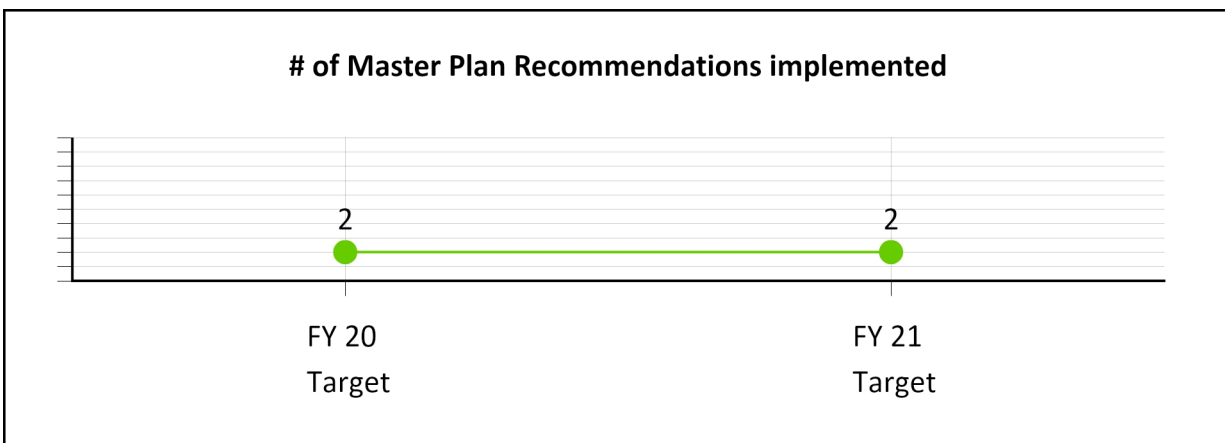 # of Master Plan Recommendations implemented
2 2
FY 20 FY 21
Target Target